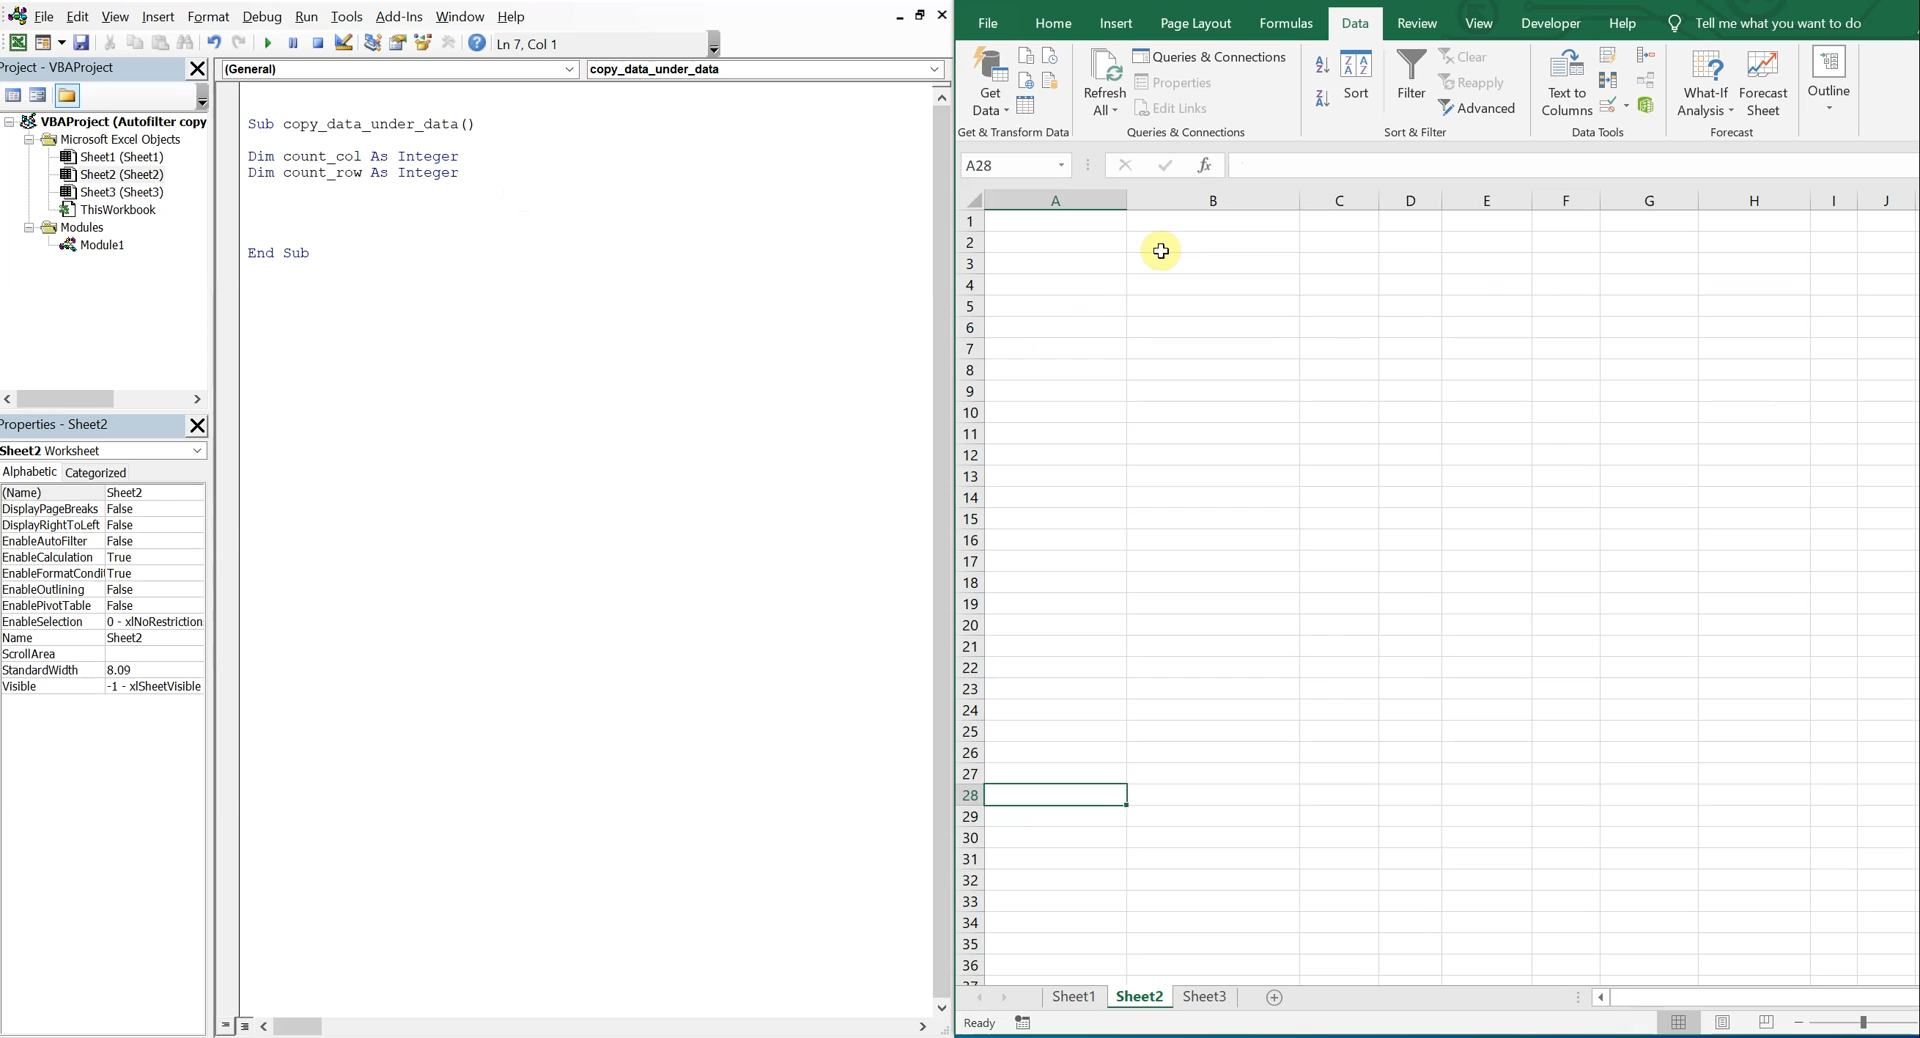 File Edit View Insert Format Debug Run Tools Add-Ins Window Help
Ln 7, Col 1
Project - VBAProject
VBAProject (Autofilter copy
Microsoft Excel Objects
Sheet1 (Sheet1)
Sheet2 (Sheet2)
Sheet3 (Sheet3)
ThisWorkbook
Modules
Module1
Properties - Sheet2
Sheet2 Worksheet
Alphabetic Categorized
(Name) Sheet2
DisplayPageBreaks False
DisplayRightToLeft False
EnableAutoFilter False
EnableCalculation True
EnableFormatCondit True
EnableOutlining False
EnablePivotTable False
EnableSelection 0 - xlNoRestriction
Name Sheet2
ScrollArea
StandardWidth 8.09
Visible -1 - xlSheetVisible
(General) copy_data_under_data
Sub copy_data_under_data()
Dim count_col As Integer
Dim count_row As Integer
End Sub
File Home Insert Page Layout Formulas Data Review View Developer Help Tell me what you want to do
Get Data
Refresh All
Queries & Connections
Properties
Edit Links
Sort
Filter
Clear
Reapply
Advanced
Text to Columns
What-If Analysis
Forecast Sheet
Outline
Get & Transform Data Queries & Connections Sort & Filter Data Tools Forecast
A28 fx
A B C D E F G H I J
1
2
3
4
5
6
7
8
9
10
11
12
13
14
15
16
17
18
19
20
21
22
23
24
25
26
27
28
29
30
31
32
33
34
35
36
37
Sheet1 Sheet2 Sheet3
Ready